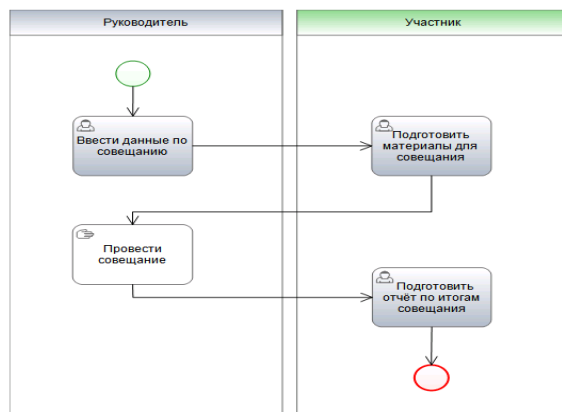 Руководитель
Участник
Ввести данные по
совещанию
Подготовить
материалы для
совещания
Провести
совещание
Подготовить
отчёт по итогам
совещания